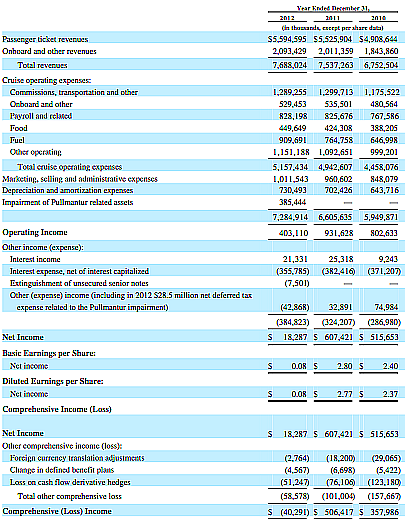 Year Ended December 31,
2012 2011 2010
(in thousands, except per share data)
Passenger ticket revenues $5,594,595 $5,525,904 $4,908,644
Onboard and other revenues 2,093,429 2,011,359 1,843,860
Total revenues 7,688,024 7,537,263 6,752,504
Cruise operating expenses:
Commissions, transportation and other 1,289,255 1,299,713 1,175,522
Onboard and other 529,453 535,501 480,564
Payroll and related 828,198 825,676 767,586
Food 449,649 424,308 388,205
Fuel 909,691 764,758 646,998
Other operating 1,151,188 1,092,651 999,201
Total cruise operating expenses 5,157,434 4,942,607 4,458,076
Marketing, selling and administrative expenses 1,011,543 960,602 848,079
Depreciation and amortization expenses 730,493 702,426 643,716
Impairment of Pullmantur related assets 385,444 — —
7,284,914 6,605,635 5,949,871
Operating Income 403,110 931,628 802,633
Other income (expense):
Interest income 21,331 25,318 9,243
Interest expense, net of interest capitalized (355,785) (382,416) (371,207)
Extinguishment of unsecured senior notes (7,501) — —
Other (expense) income (including in 2012 $28.5 million net deferred tax
expense related to the Pullmantur impairment) (42,868) 32,891 74,984
(384,823) (324,207) (286,980)
Net Income $ 18,287 $ 607,421 $ 515,653
Basic Earnings per Share:
Net income $ 0.08 $ 2.80 $ 2.40
Diluted Earnings per Share:
Net income $ 0.08 $ 2.77 $ 2.37
Comprehensive Income (Loss)
Net Income $ 18,287 $ 607,421 $ 515,653
Other comprehensive income (loss):
Foreign currency translation adjustments (2,764) (18,200) (29,065)
Change in defined benefit plans (4,567) (6,698) (5,422)
Loss on cash flow derivative hedges (51,247) (76,106) (123,180)
Total other comprehensive loss (58,578) (101,004) (157,667)
Comprehensive (Loss) Income $ (40,291) $ 506,417 $ 357,986